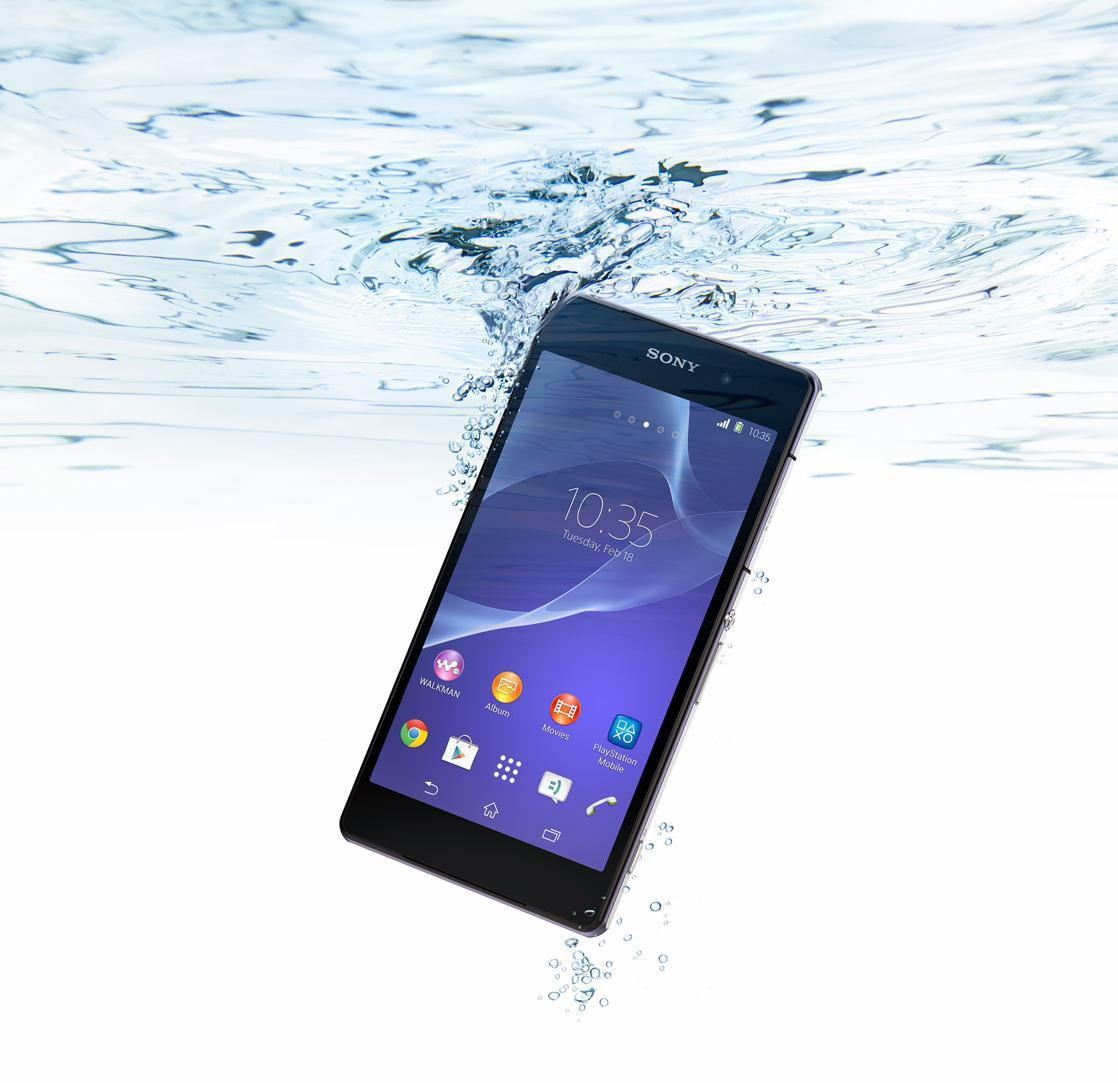 SONY
10:35
10:35
Tuesday, Feb 18
WALKMAN
Album
Movies
PlayStation
Mobile